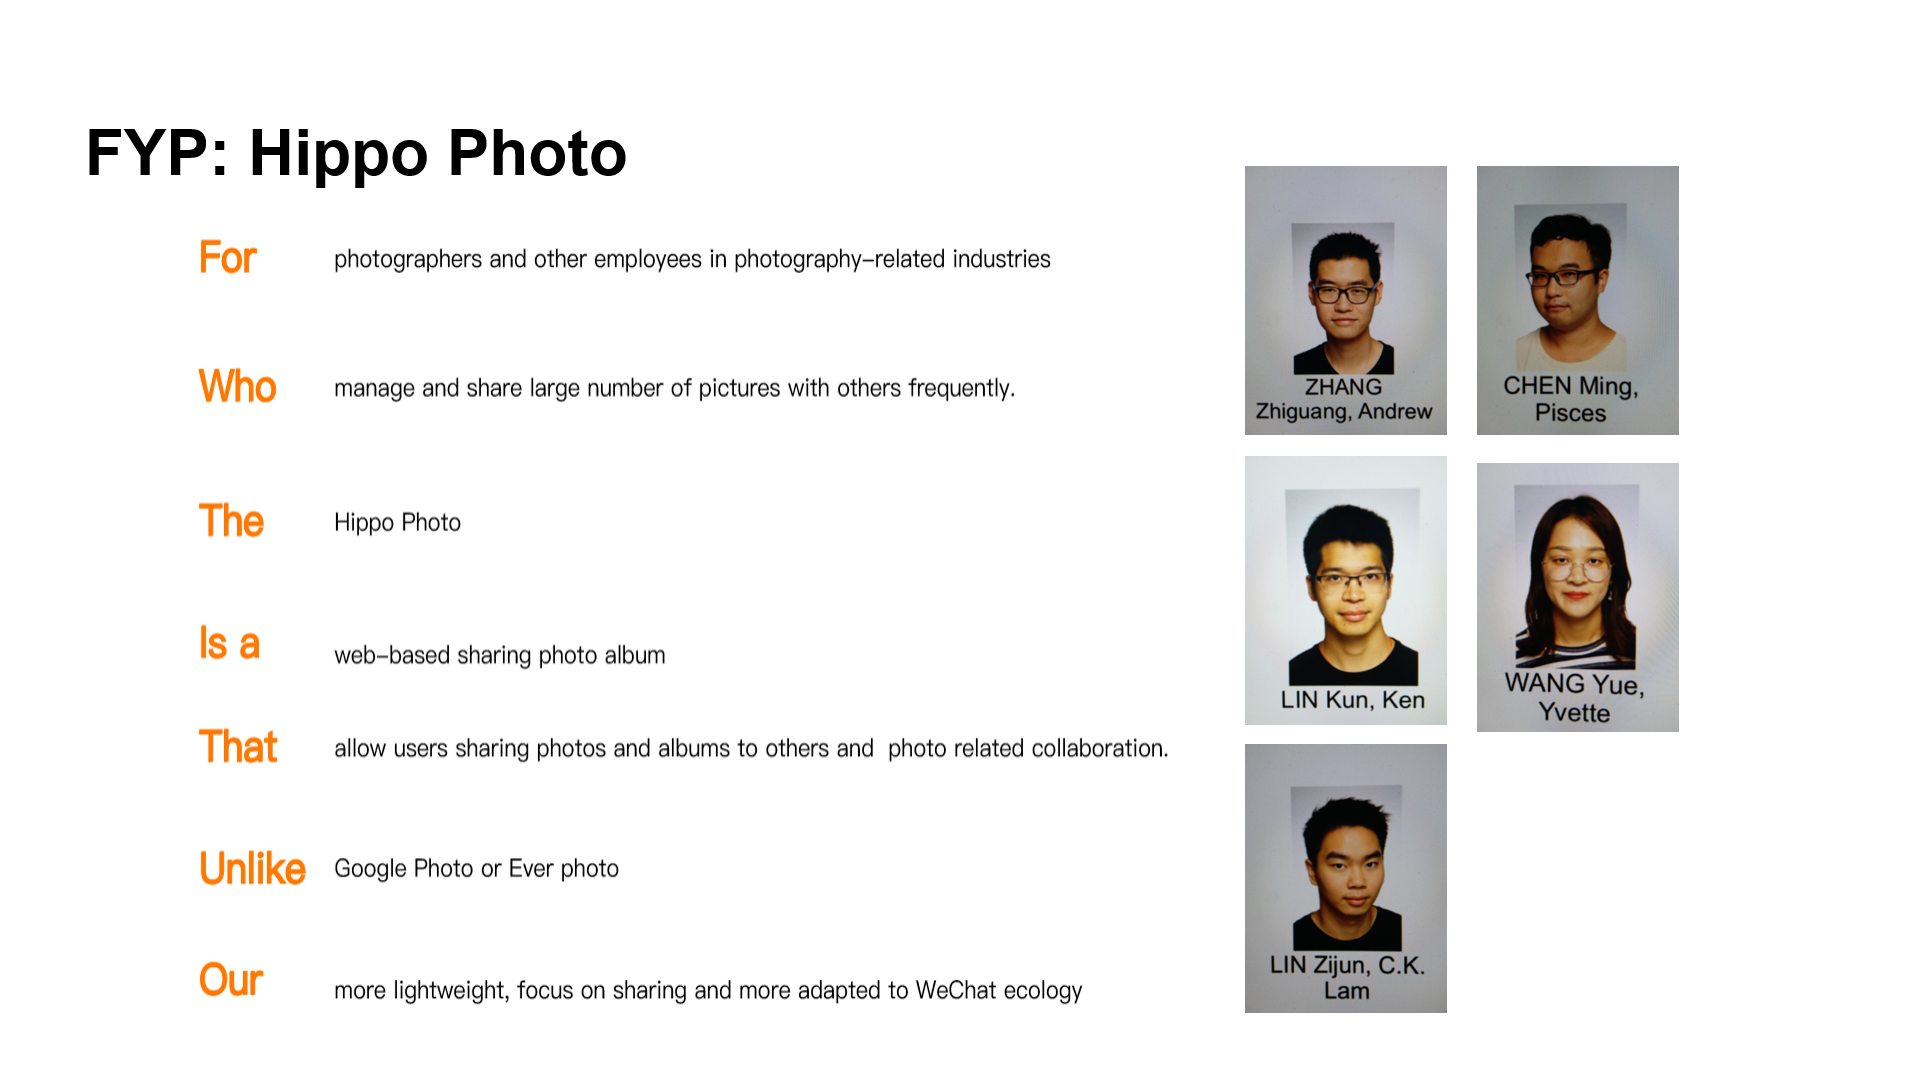 FYP: Hippo Photo
For photographers and other employees in photography-related industries
Who manage and share large number of pictures with others frequently.
The Hippo Photo
Is a web-based sharing photo album
That allow users sharing photos and albums to others and  photo related collaboration.
Unlike Google Photo or Ever photo
Our more lightweight, focus on sharing and more adapted to WeChat ecology
ZHANG
Zhiguang, Andrew
CHEN Ming,
Pisces
LIN Kun, Ken
WANG Yue,
Yvette
LIN Zijun, C.K.
Lam